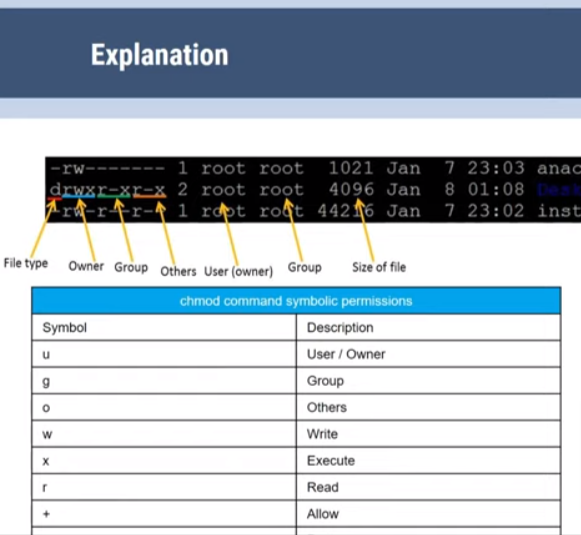 Explanation
-rw------- 1 root root 1021 Jan 7 23:03 anac
drwxr-xr-x 2 root root 4096 Jan 8 01:08 Desk
-rw-r--r-- 1 root root 44216 Jan 7 23:02 inst
File type Owner Group Others User (owner) Group Size of file
chmod command symbolic permissions
Symbol Description
u User / Owner
g Group
o Others
w Write
x Execute
r Read
+ Allow